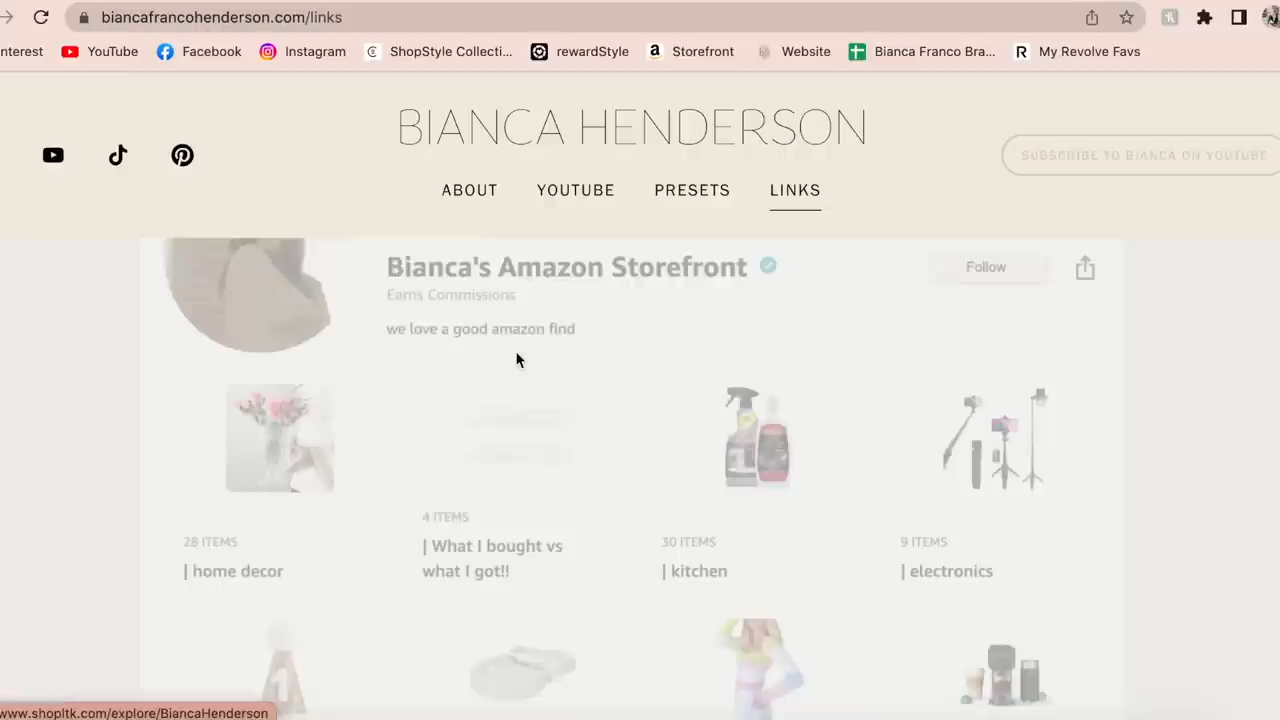 biancafrancohenderson.com/links
nterest YouTube Facebook Instagram ShopStyle Collecti... rewardStyle Storefront Website Bianca Franco Bra... My Revolve Favs
BIANCA HENDERSON
SUBSCRIBE TO BIANCA ON YOUTUBE
ABOUT YOUTUBE PRESETS LINKS
Bianca's Amazon Storefront
Follow
Earns Commissions
we love a good amazon find
28 ITEMS
| home decor
4 ITEMS
| What I bought vs
what I got!!
30 ITEMS
| kitchen
9 ITEMS
| electronics
www.shopltk.com/explore/BiancaHenderson